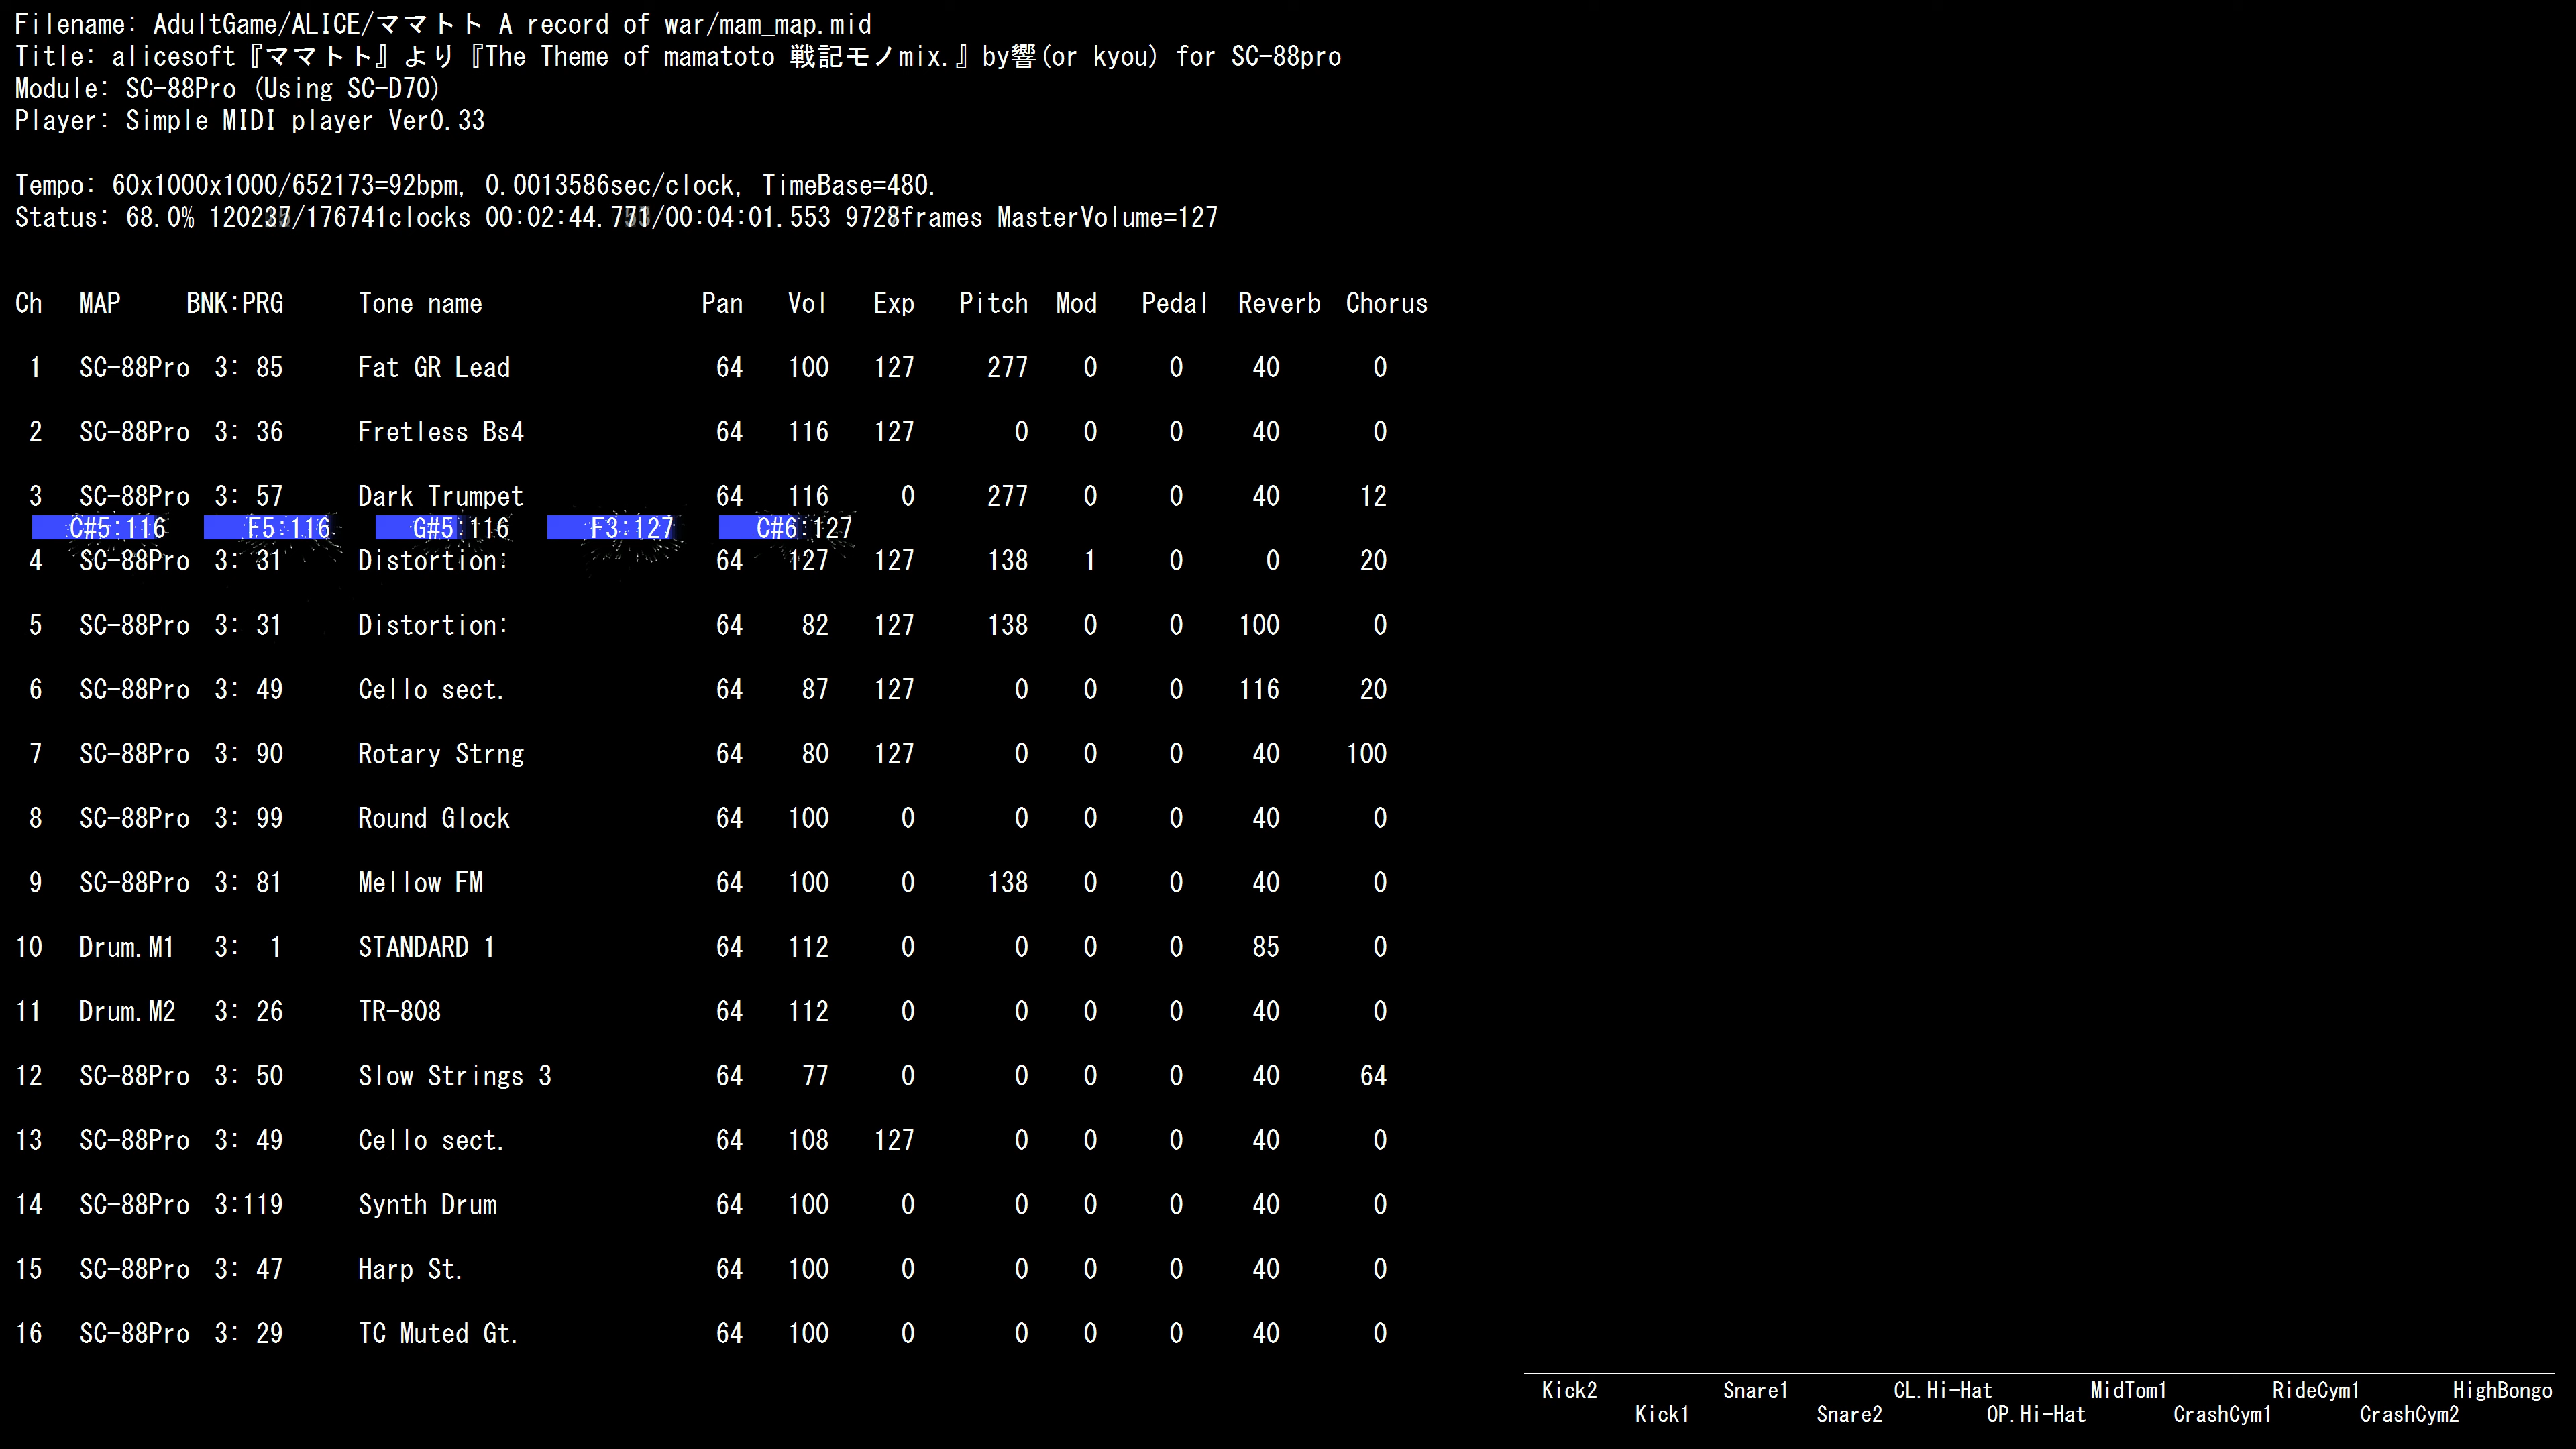 Filename: AdultGame/ALICE/ママトト A record of war/mam_map.mid
Title: alicesoft『ママトト』より『The Theme of mamatoto 戦記モノmix.』by響(or kyou) for SC-88pro
Module: SC-88Pro (Using SC-D70)
Player: Simple MIDI player Ver0.33
Tempo: 60x1000x1000/652173=92bpm, 0.0013586sec/clock, TimeBase=480.
Status: 68.0% /176741clocks /00:04:01.553 frames MasterVolume=127
Ch MAP BNK:PRG Tone name Pan Vol Exp Pitch Mod Pedal Reverb Chorus
1 SC-88Pro 3: 85 Fat GR Lead 64 100 127 277 0 0 40 0
2 SC-88Pro 3: 36 Fretless Bs4 64 116 127 0 0 0 40 0
3 SC-88Pro 3: 57 Dark Trumpet 64 116 0 277 0 0 40 12
C#5:116 F5:116 G#5:116 F3:127 C#6:127
4 SC-88Pro 3: 31 Distortion: 64 127 127 138 1 0 0 20
5 SC-88Pro 3: 31 Distortion: 64 82 127 138 0 0 100 0
6 SC-88Pro 3: 49 Cello sect. 64 87 127 0 0 0 116 20
7 SC-88Pro 3: 90 Rotary Strng 64 80 127 0 0 0 40 100
8 SC-88Pro 3: 99 Round Glock 64 100 0 0 0 0 40 0
9 SC-88Pro 3: 81 Mellow FM 64 100 0 138 0 0 40 0
10 Drum.M1 3: 1 STANDARD 1 64 112 0 0 0 0 85 0
11 Drum.M2 3: 26 TR-808 64 112 0 0 0 0 40 0
12 SC-88Pro 3: 50 Slow Strings 3 64 77 0 0 0 0 40 64
13 SC-88Pro 3: 49 Cello sect. 64 108 127 0 0 0 40 0
14 SC-88Pro 3:119 Synth Drum 64 100 0 0 0 0 40 0
15 SC-88Pro 3: 47 Harp St. 64 100 0 0 0 0 40 0
16 SC-88Pro 3: 29 TC Muted Gt. 64 100 0 0 0 0 40 0
Kick2 Snare1 CL.Hi-Hat MidTom1 RideCym1 HighBongo
Kick1 Snare2 OP.Hi-Hat CrashCym1 CrashCym2